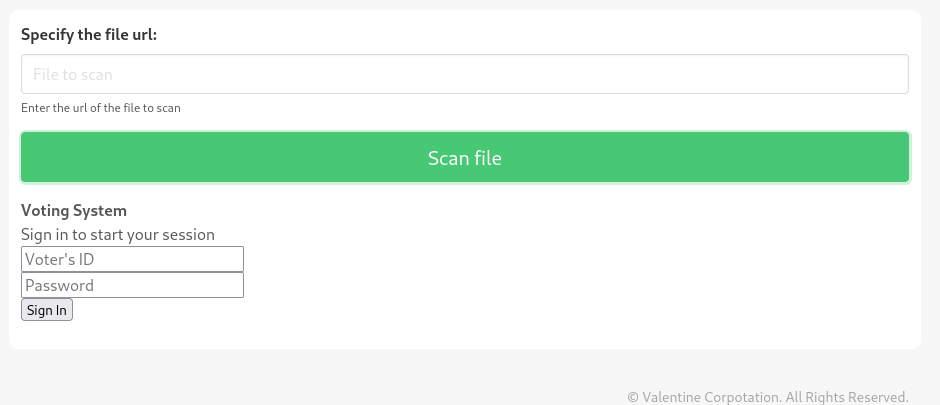 Specify the file url:
File to scan
Enter the url of the file to scan
Scan file
Voting System
Sign in to start your session
Voter's ID
Password
Sign In
© Valentine Corpotation. All Rights Reserved.